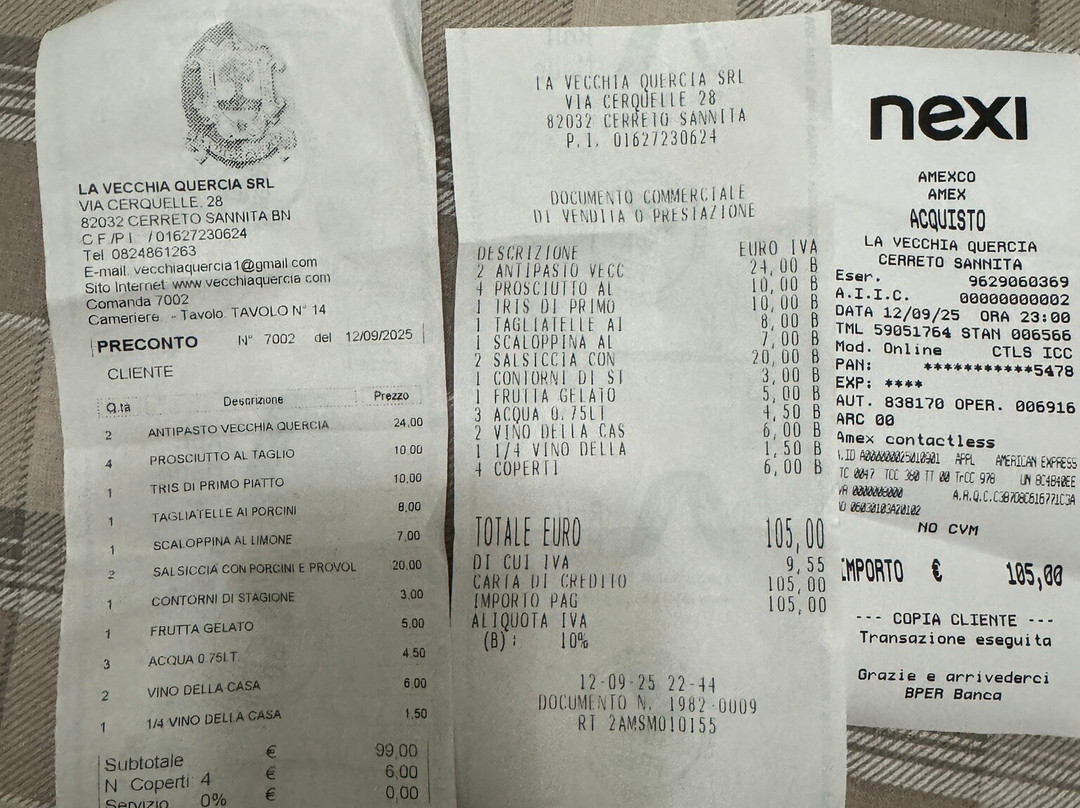 LA VECCHIA QUERCIA SRL
VIA CERQUELLE, 28
82032 CERRETO SANNITA BN
C F /P I / 01627230624
Tel 0824861263
E-mail: vecchiaquercia1@gmail.com
Sito Internet www.vecchiaquercia.com
Comanda 7002
Cameriere: - Tavolo: TAVOLO N° 14
PRECONTO N° 7002 del 12/09/2025
CLIENTE
Q.tà Descrizione Prezzo
2 ANTIPASTO VECCHIA QUERCIA 24,00
4 PROSCIUTTO AL TAGLIO 10,00
1 TRIS DI PRIMO PIATTO 10,00
1 TAGLIATELLE AI PORCINI 8,00
1 SCALOPPINA AL LIMONE 7,00
2 SALSICCIA CON PORCINI E PROVOL 20,00
1 CONTORNI DI STAGIONE 3,00
1 FRUTTA GELATO 5,00
3 ACQUA 0.75LT. 4,50
2 VINO DELLA CASA 6,00
1 1/4 VINO DELLA CASA 1,50
Subtotale € 99,00
N Coperti 4 € 6,00
Servizio 0% € 0,00
LA VECCHIA QUERCIA SRL
VIA CERQUELLE 28
82032 CERRETO SANNITA
P.I. 01627230624
DOCUMENTO COMMERCIALE
DI VENDITA O PRESTAZIONE
DESCRIZIONE EURO IVA
2 ANTIPASTO VECC 24,00 B
4 PROSCIUTTO AL 10,00 B
1 TRIS DI PRIMO 10,00 B
1 TAGLIATELLE AI 8,00 B
1 SCALOPPINA AL 7,00 B
2 SALSICCIA CON 20,00 B
1 CONTORNI DI ST 3,00 B
1 FRUTTA GELATO 5,00 B
3 ACQUA 0.75LT 4,50 B
2 VINO DELLA CAS 6,00 B
1 1/4 VINO DELLA 1,50 B
4 COPERTI 6,00 B
TOTALE EURO 105,00
DI CUI IVA 9,55
CARTA DI CREDITO 105,00
IMPORTO PAG 105,00
ALIQUOTA IVA
(B): 10%
12-09-25 22-44
DOCUMENTO N. 1982-0009
RT 2AMSM010155
nexi
AMEXCO
AMEX
ACQUISTO
LA VECCHIA QUERCIA
CERRETO SANNITA
Eser. 9629060369
A.I.I.C. 00000000002
DATA 12/09/25 ORA 23:00
TML 59051764 STAN 006566
Mod. Online CTLS ICC
PAN: ***********5478
EXP: ****
AUT. 838170 OPER. 006916
ARC 00
Amex contactless
APPL AMERICAN EXPRESS
TC 0047 TCC 380 TT 00 TrCC 978
NO CVM
IMPORTO € 105,00
--- COPIA CLIENTE ---
Transazione eseguita
Grazie e arrivederci
BPER Banca